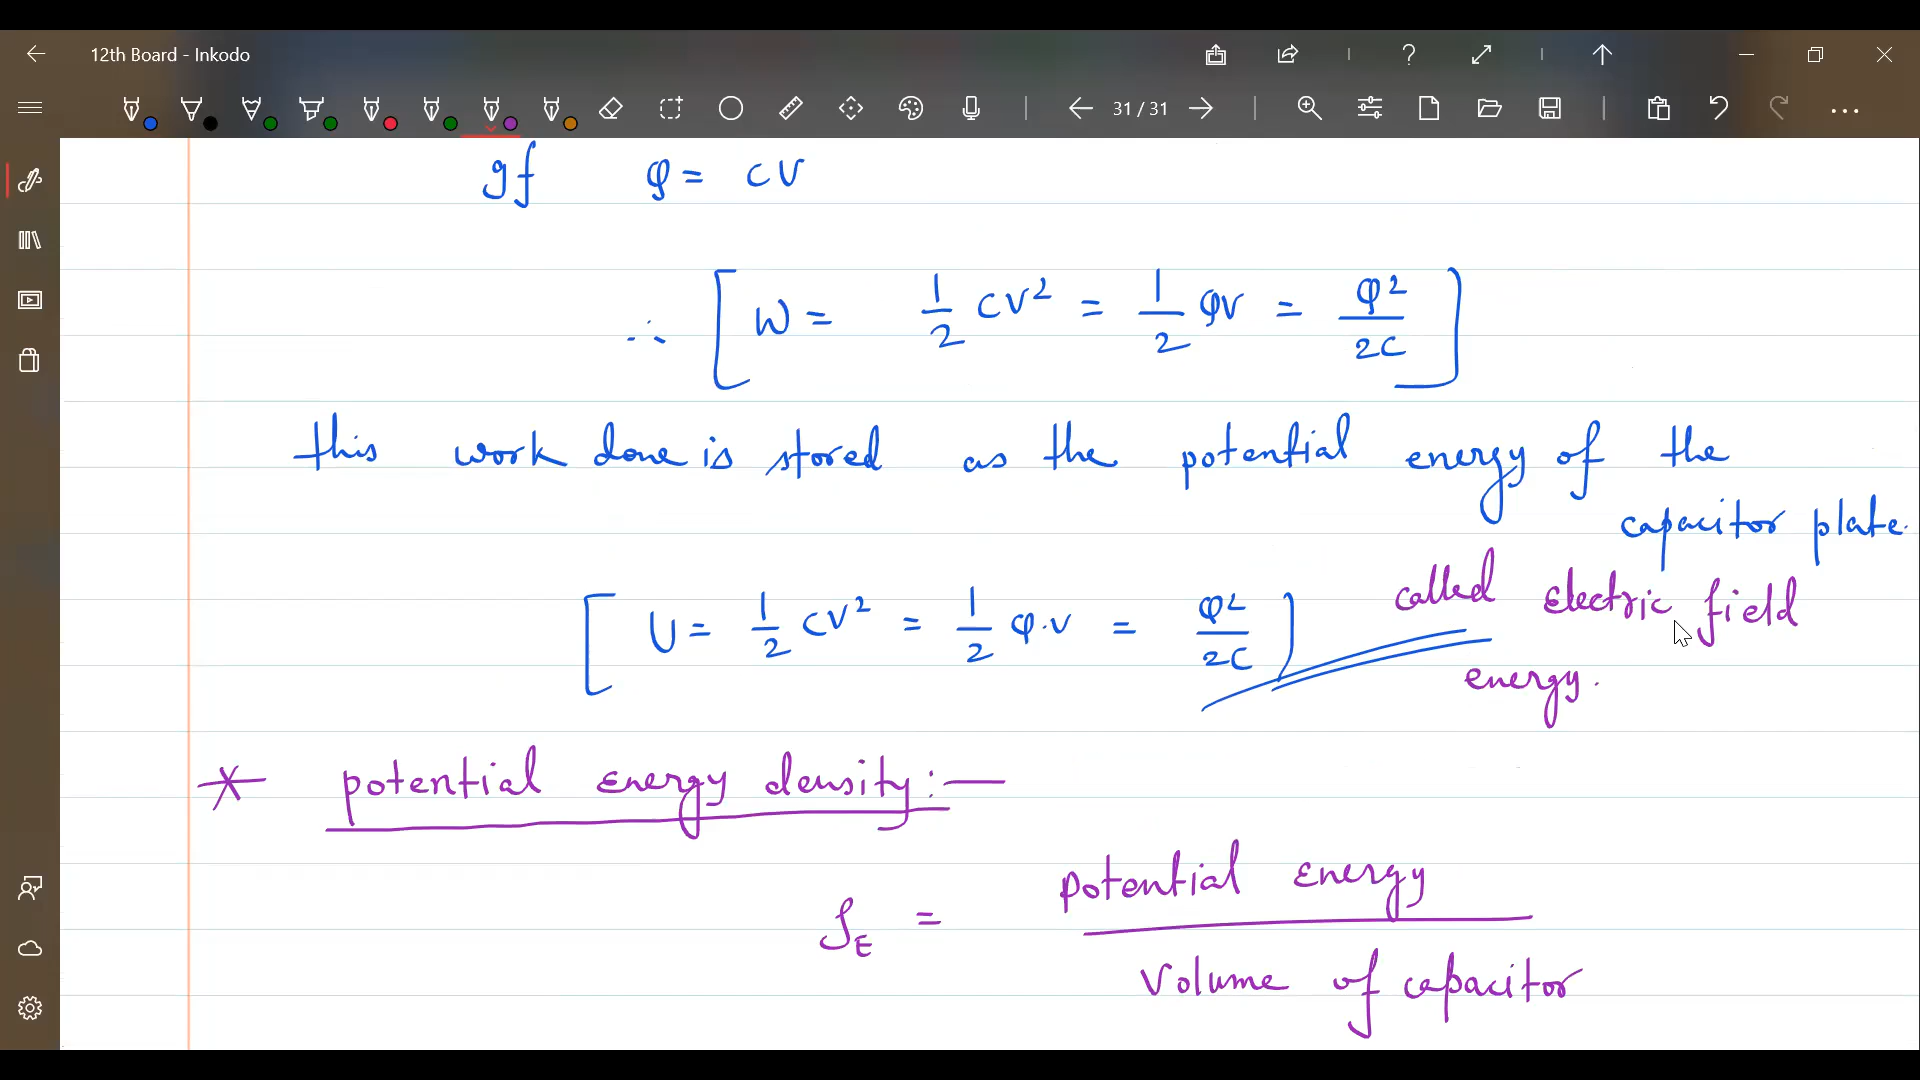 12th Board - Inkodo
31 / 31
If Q = CV
∴ [ W = 1/2 CV² = 1/2 QV = Q²/2C ]
this work done is stored as the potential energy of the
capacitor plate.
[ U = 1/2 CV² = 1/2 Q·V = Q²/2C ] called Electric field
energy.
* potential energy density:—
ρE = potential energy
Volume of capacitor